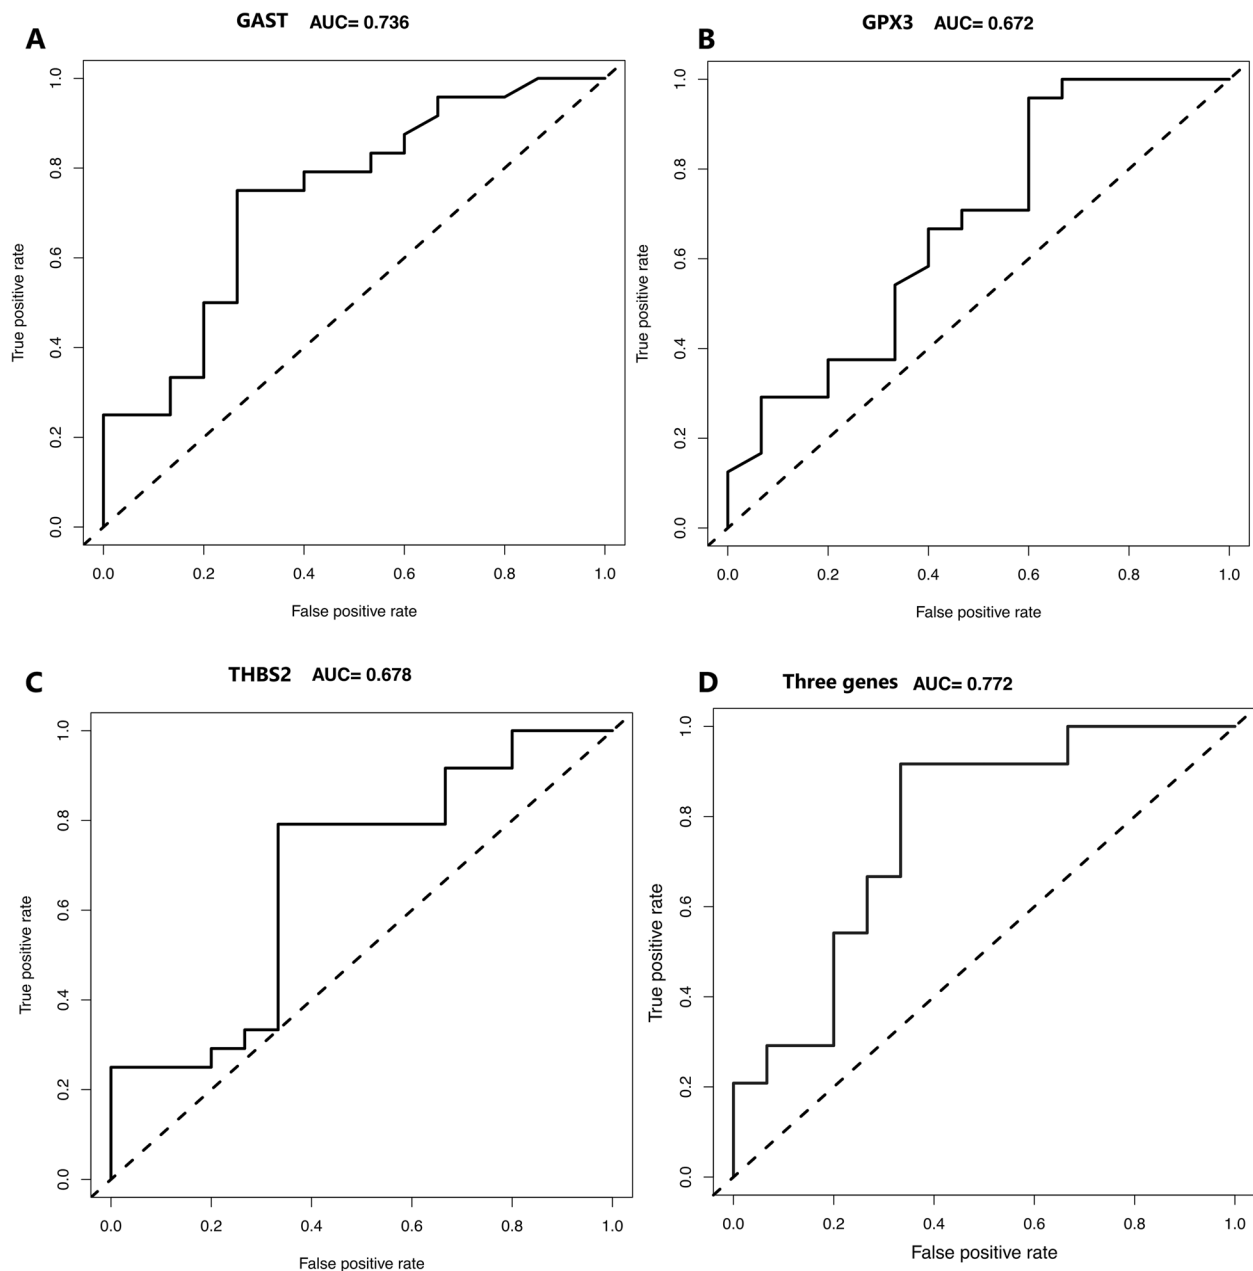 A
GAST AUC= 0.736
True positive rate
0.0 0.2 0.4 0.6 0.8 1.0
0.0 0.2 0.4 0.6 0.8 1.0
False positive rate
B
GPX3 AUC= 0.672
True positive rate
0.0 0.2 0.4 0.6 0.8 1.0
0.0 0.2 0.4 0.6 0.8 1.0
False positive rate
C
THBS2 AUC= 0.678
True positive rate
0.0 0.2 0.4 0.6 0.8 1.0
0.0 0.2 0.4 0.6 0.8 1.0
False positive rate
D
Three genes AUC= 0.772
True positive rate
0.0 0.2 0.4 0.6 0.8 1.0
0.0 0.2 0.4 0.6 0.8 1.0
False positive rate